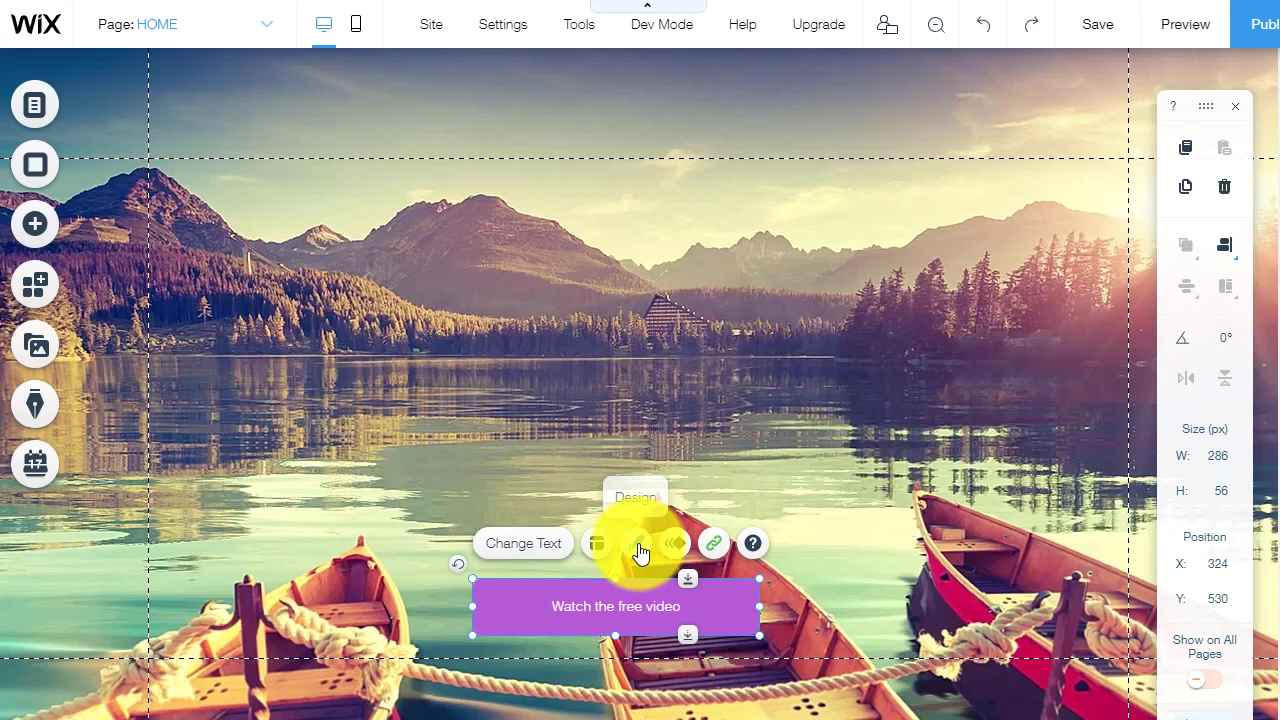 WiX
Page: HOME
Site
Settings
Tools
Dev Mode
Help
Upgrade
Save
Preview
Publ
?
0°
Size (px)
W: 286
H: 56
Position
X: 324
Y: 530
Show on All
Pages
17
Design
Change Text
?
Watch the free video